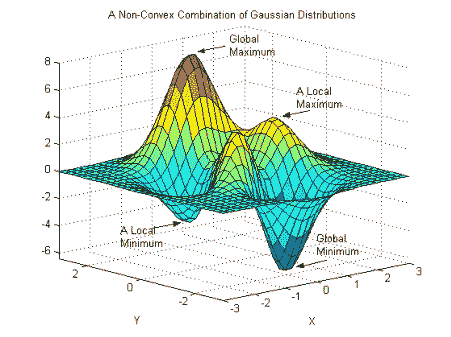 A Non-Convex Combination of Gaussian Distributions
Global
Maximum
A Local
Maximum
8
6
4
2
0
-2
-4
-6
A Local
Minimum
Global
Minimum
2
0
-2
-3
-2
-1
0
1
2
3
Y
X